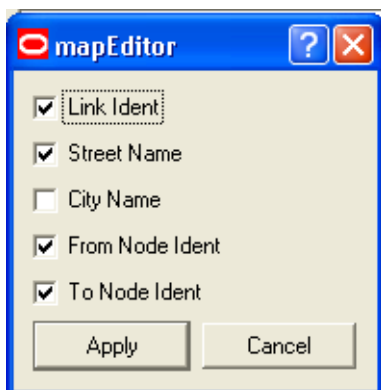 mapEditor ?
Link Ident
Street Name
City Name
From Node Ident
To Node Ident
Apply Cancel